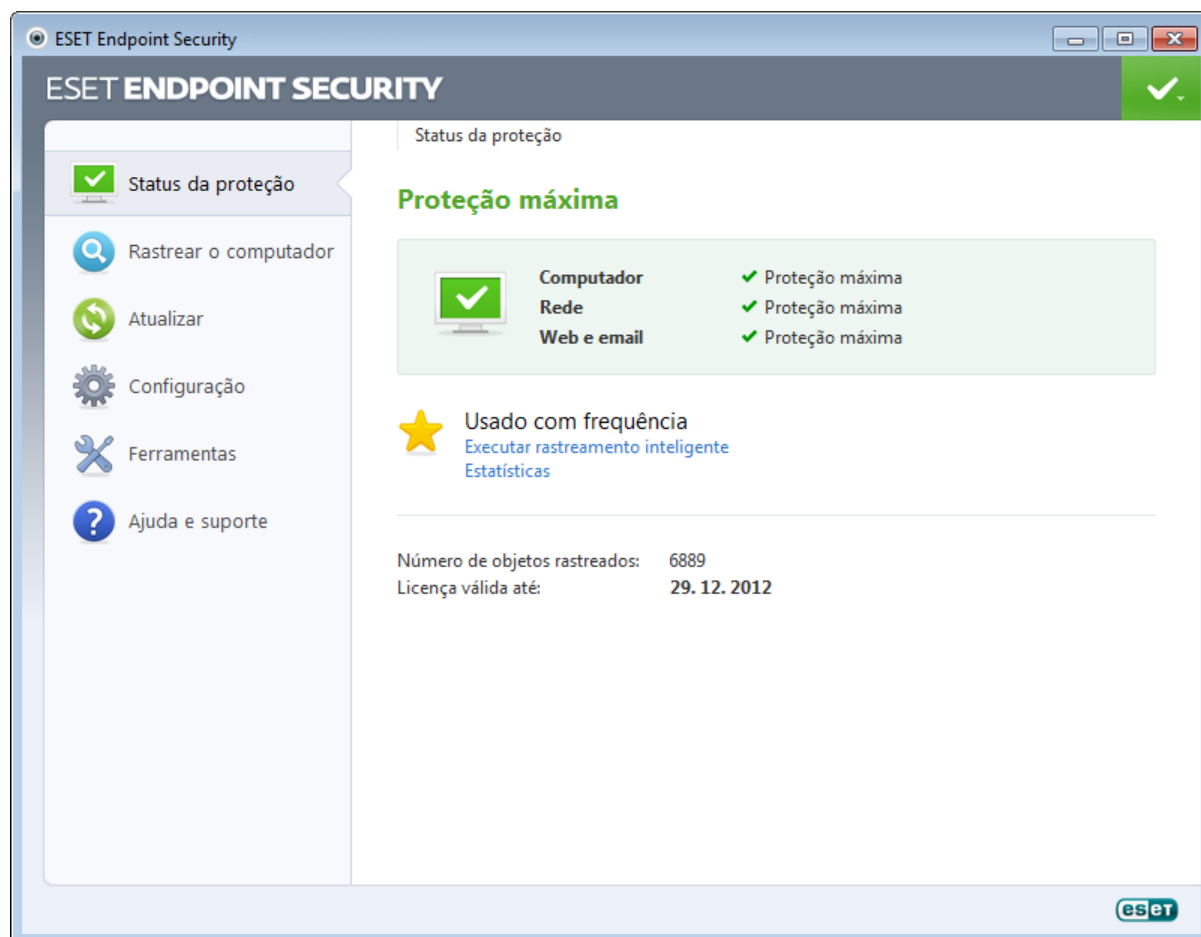 ESET Endpoint Security
ESET ENDPOINT SECURITY
Status da proteção
Rastrear o computador
Atualizar
Configuração
Ferramentas
Ajuda e suporte
Status da proteção
Proteção máxima
Computador Proteção máxima
Rede Proteção máxima
Web e email Proteção máxima
Usado com frequência
Executar rastreamento inteligente
Estatísticas
Número de objetos rastreados: 6889
Licença válida até: 29. 12. 2012
eset